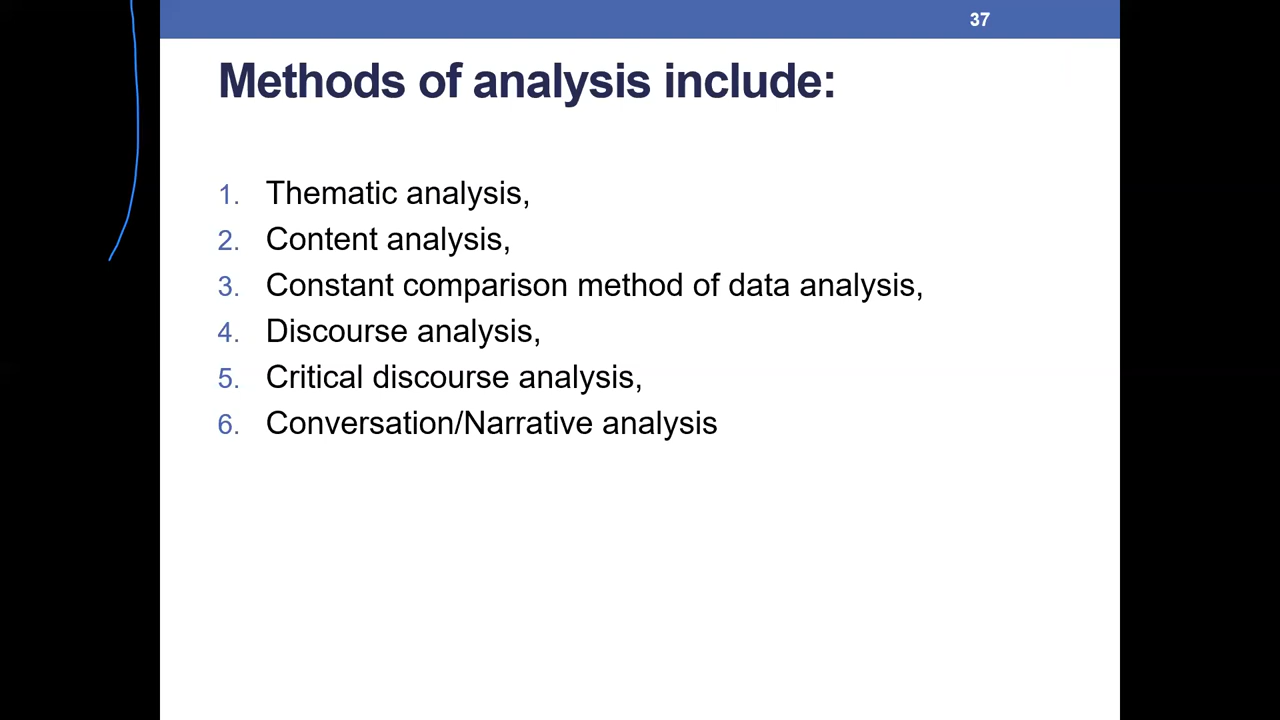 37
Methods of analysis include:
1. Thematic analysis,
2. Content analysis,
3. Constant comparison method of data analysis,
4. Discourse analysis,
5. Critical discourse analysis,
6. Conversation/Narrative analysis